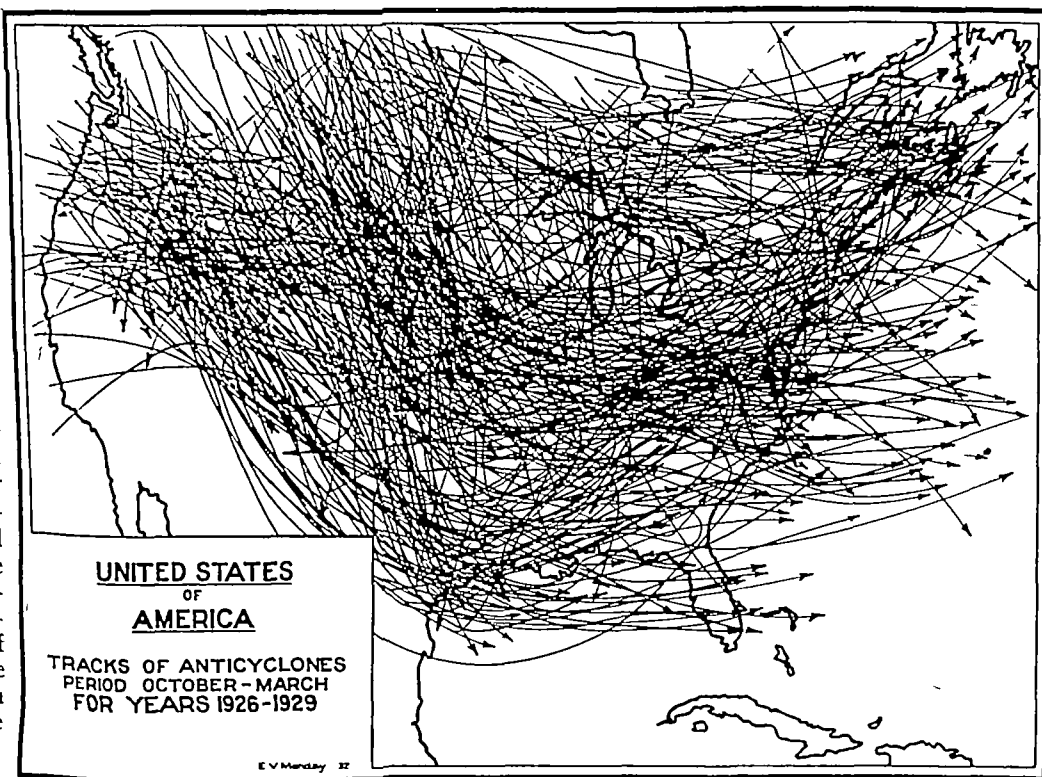 UNITED STATES
OF
AMERICA
TRACKS OF ANTICYCLONES
PERIOD OCTOBER-MARCH
FOR YEARS 1926-1929